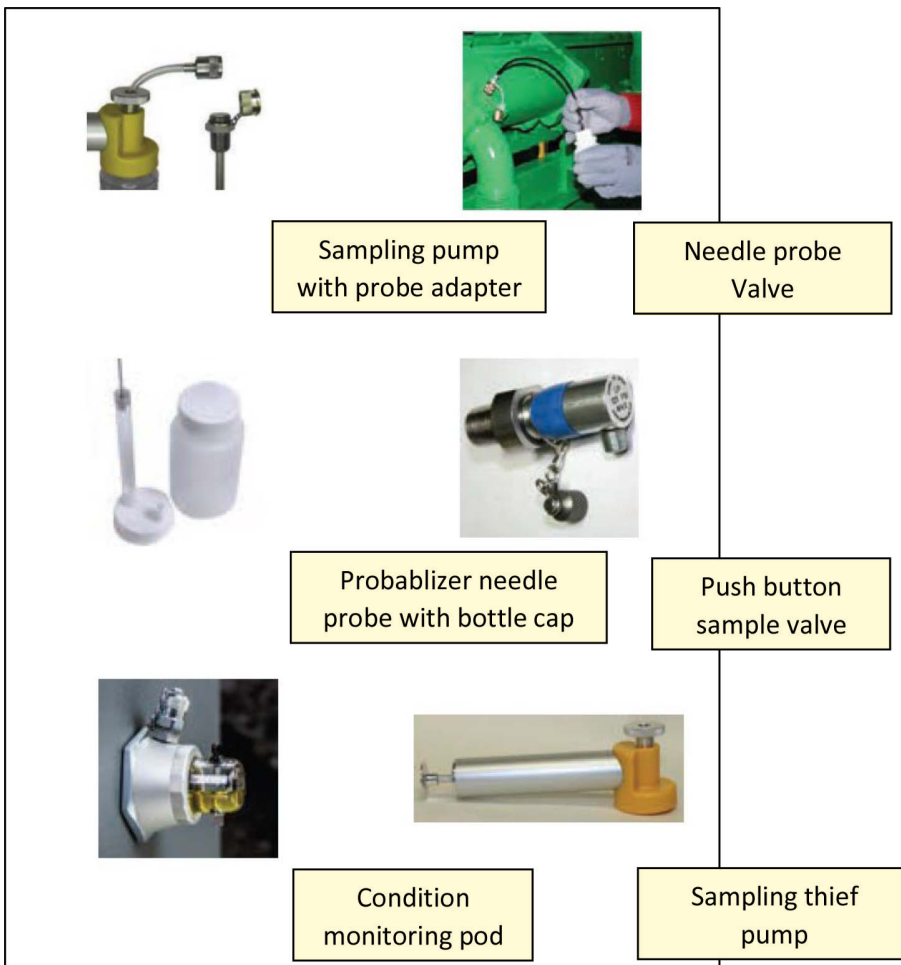 Sampling pump
with probe adapter
Needle probe
Valve
Probablizer needle
probe with bottle cap
Push button
sample valve
Condition
monitoring pod
Sampling thief
pump